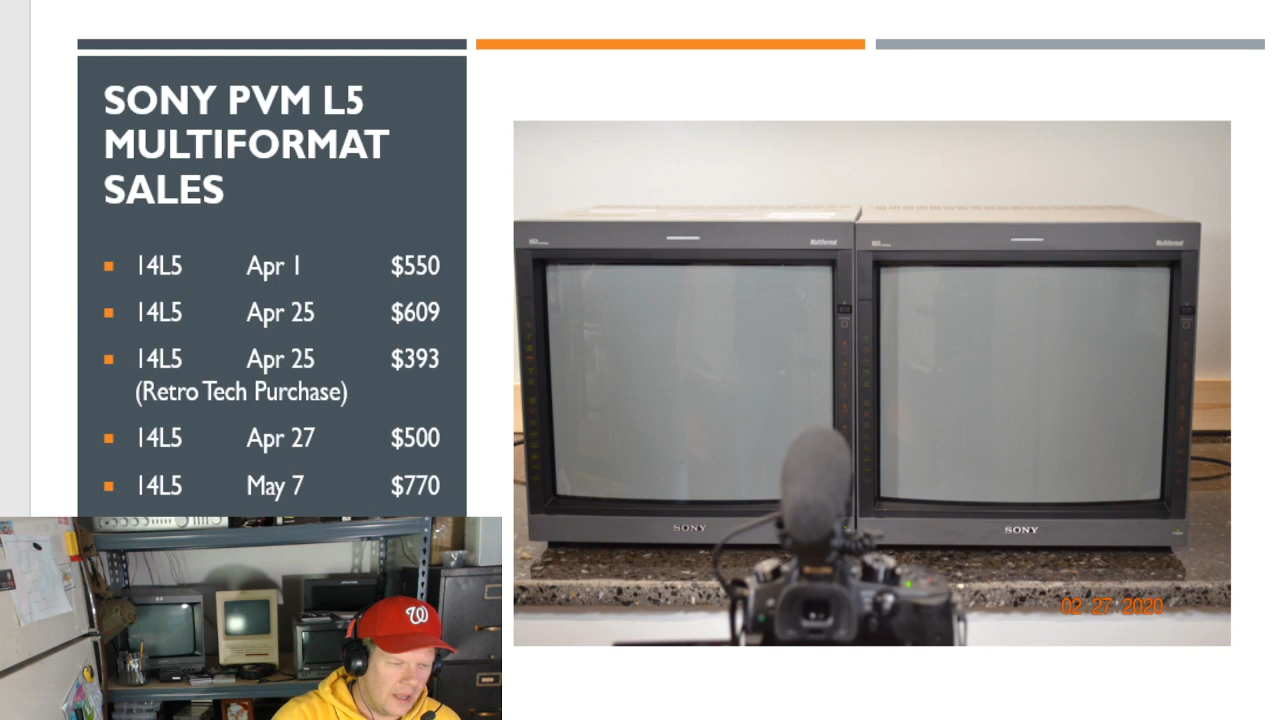 SONY PVM L5
MULTIFORMAT
SALES
14L5 Apr 1 $550
14L5 Apr 25 $609
14L5 Apr 25 $393
(Retro Tech Purchase)
14L5 Apr 27 $500
14L5 May 7 $770
Multiformat
Multiformat
SONY
SONY
02 27 2020
W